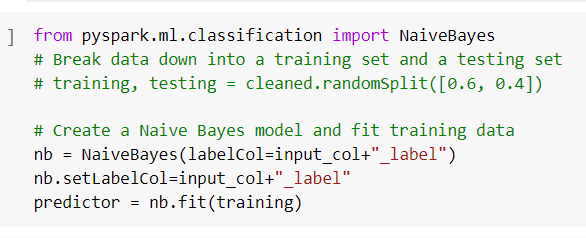 ] from pyspark.ml.classification import NaiveBayes
# Break data down into a training set and a testing set
# training, testing = cleaned.randomSplit([0.6, 0.4])
# Create a Naive Bayes model and fit training data
nb = NaiveBayes(labelCol=input_col+"_label")
nb.setLabelCol=input_col+"_label"
predictor = nb.fit(training)